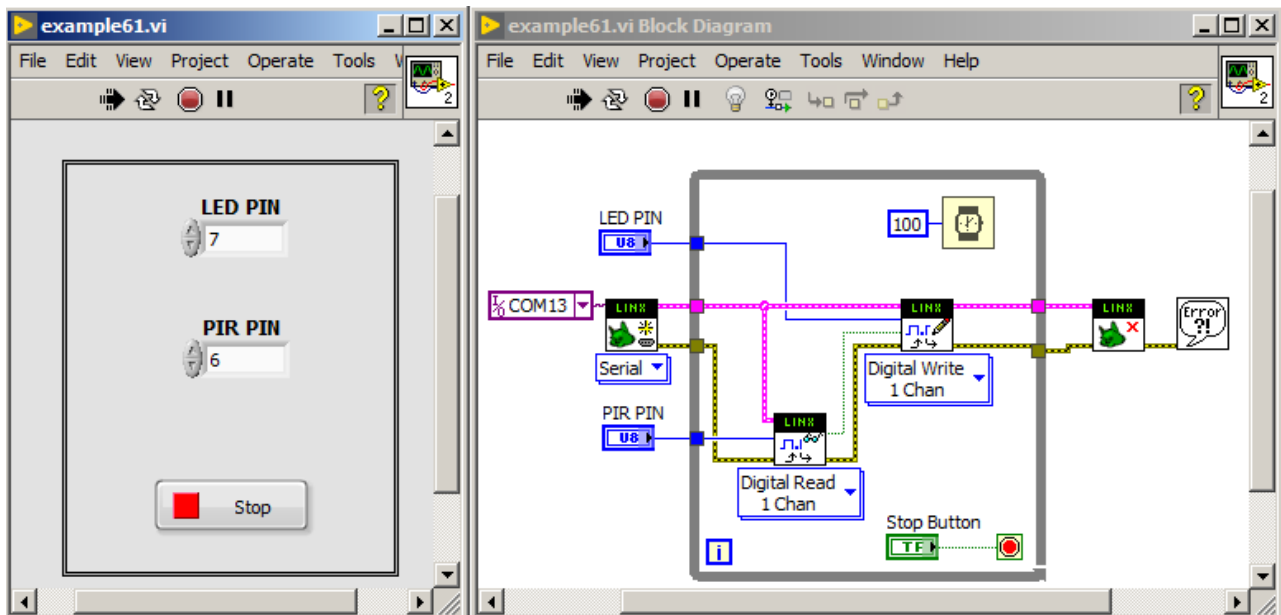 example61.vi
File Edit View Project Operate Tools
2
LED PIN
7
PIR PIN
6
Stop
example61.vi Block Diagram
File Edit View Project Operate Tools Window Help
2
LED PIN
U8
100
COM13
LINX
Serial
LINX
Digital Write
1 Chan
LINX
Error
?!
PIR PIN
U8
LINX
Digital Read
1 Chan
Stop Button
TF
i